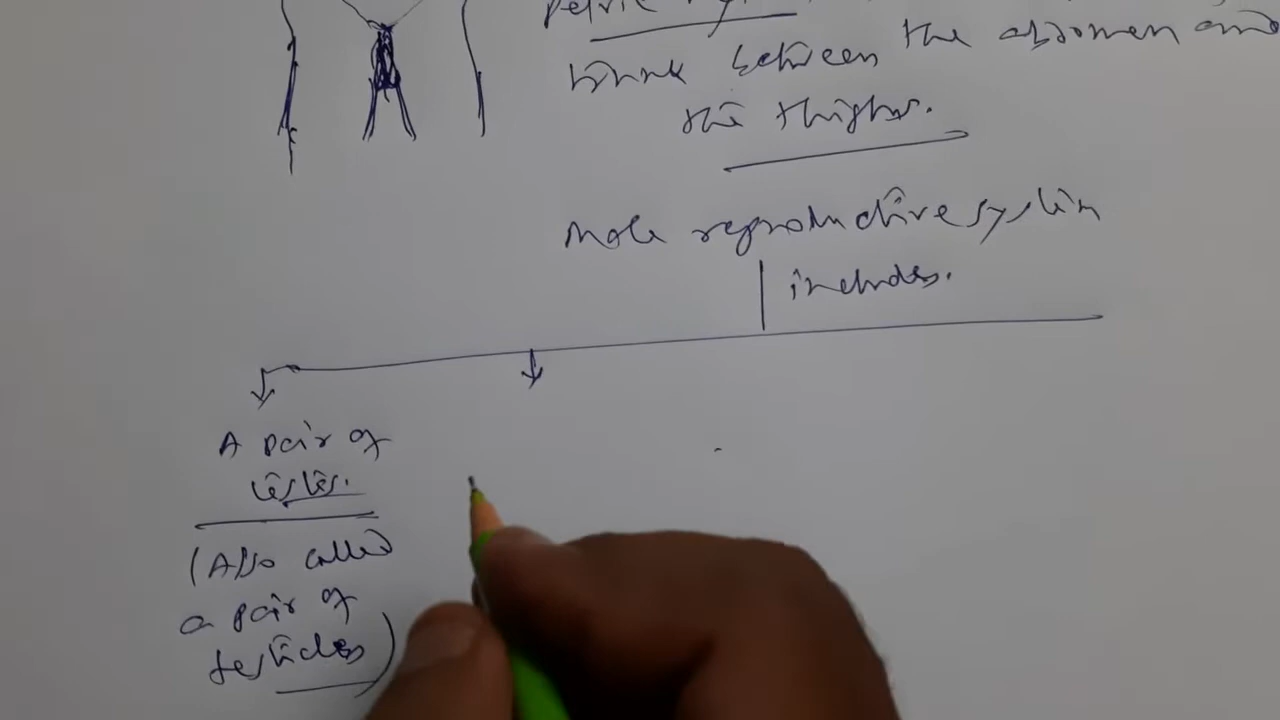 pelvic
trunk between the abdomen and
the thighs.
male reproductive system
includes.
A pair of
testes.
(Also called
a pair of
testicles)